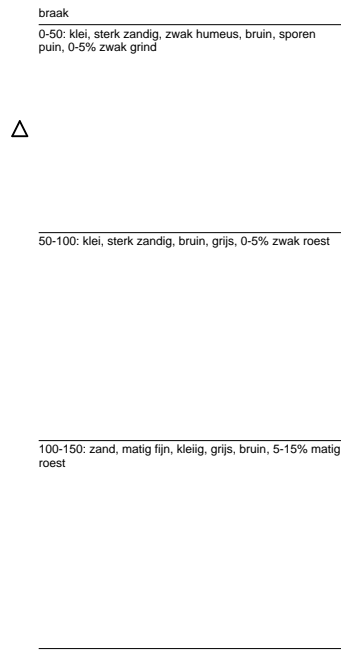 braak
0-50: klei, sterk zandig, zwak humeus, bruin, sporen
puin, 0-5% zwak grind
50-100: klei, sterk zandig, bruin, grijs, 0-5% zwak roest
100-150: zand, matig fijn, kleiig, grijs, bruin, 5-15% matig
roest